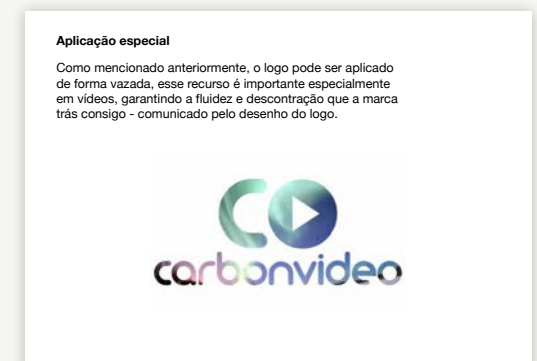 Aplicação especial
Como mencionado anteriormente, o logo pode ser aplicado
de forma vazada, esse recurso é importante especialmente
em vídeos, garantindo a fluidez e descontração que a marca
trás consigo - comunicado pelo desenho do logo.
CO
carbonvideo